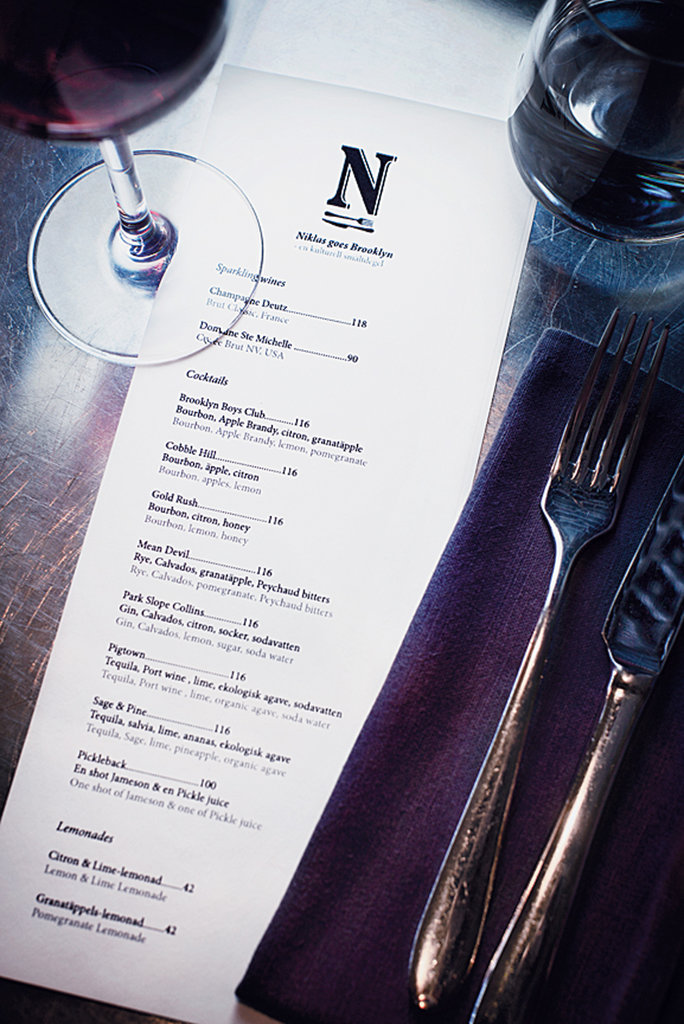 N
Niklas goes Brooklyn
- en kulturell smältdegel
Sparkling wines
Champagne Deutz..................118
Brut Classic, France
Domaine Ste Michelle ...............90
Cuvée Brut NV, USA
Cocktails
Brooklyn Boys Club..........116
Bourbon, Apple Brandy, citron, granatäpple
Bourbon, Apple Brandy, lemon, pomegranate
Cobble Hill.......................116
Bourbon, äpple, citron
Bourbon, apples, lemon
Gold Rush........................116
Bourbon, citron, honey
Bourbon, lemon, honey
Mean Devil.......................116
Rye, Calvados, granatäpple, Peychaud bitters
Rye, Calvados, pomegranate, Peychaud bitters
Park Slope Collins.............116
Gin, Calvados, citron, socker, sodavatten
Gin, Calvados, lemon, sugar, soda water
Pigtown............................116
Tequila, Port wine , lime, ekologisk agave, sodavatten
Tequila, Port wine , lime, organic agave, soda water
Sage & Pine.......................116
Tequila, salvia, lime, ananas, ekologisk agave
Tequila, Sage, lime, pineapple, organic agave
Pickleback.........................100
En shot Jameson & en Pickle juice
One shot of Jameson & one of Pickle juice
Lemonades
Citron & Lime-lemonad.......42
Lemon & Lime Lemonade
Granatäppels-lemonad......42
Pomegranate Lemonade